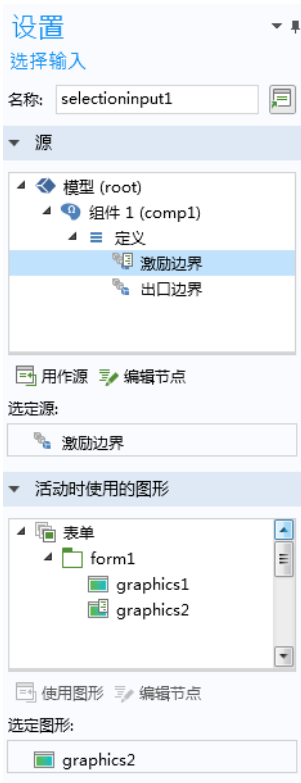 设置
选择输入
名称: selectioninput1
源
模型 (root)
组件 1 (comp1)
定义
激励边界
出口边界
用作源 编辑节点
选定源:
激励边界
活动时使用的图形
表单
form1
graphics1
graphics2
使用图形 编辑节点
选定图形:
graphics2